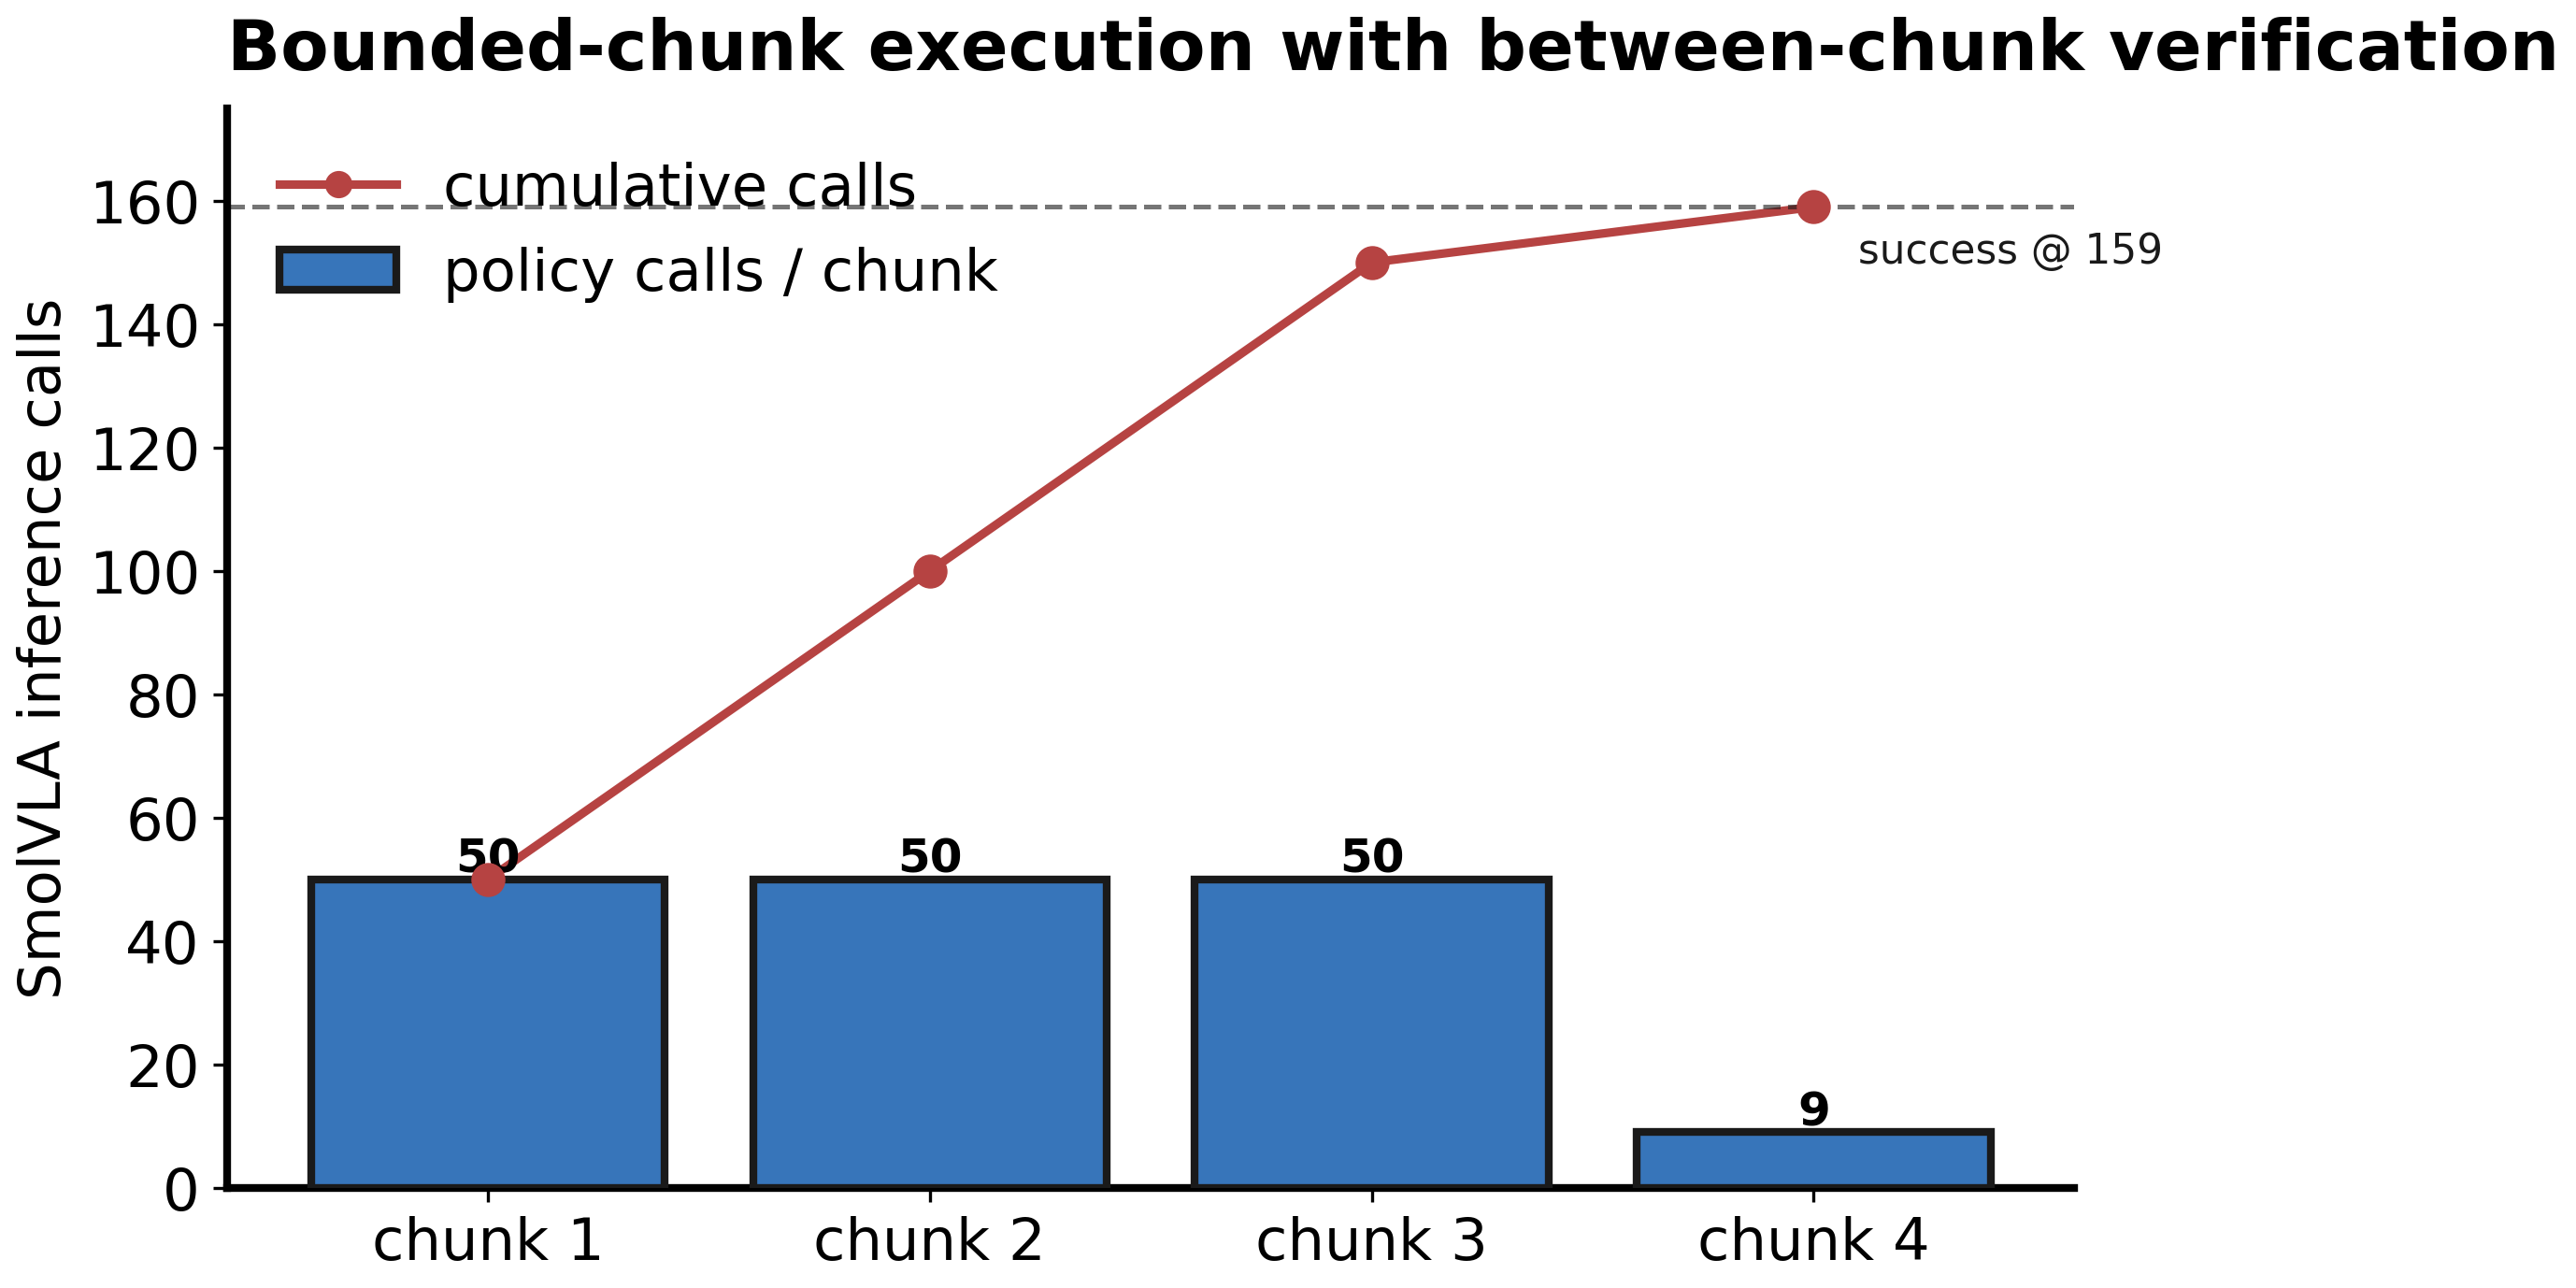 Bounded-chunk execution with between-chunk verification
SmolVLA inference calls
160
140
120
100
80
60
40
20
0
cumulative calls
policy calls / chunk
success @ 159
50
50
50
9
chunk 1
chunk 2
chunk 3
chunk 4